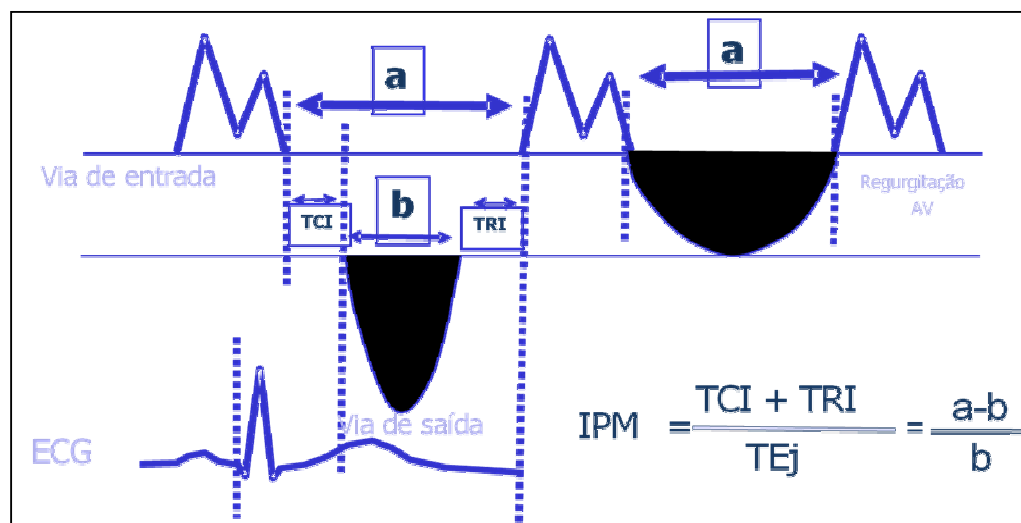 a
a
Via de entrada
Regurgitação
AV
TCI
b
TRI
Via de saída
ECG
IPM = TCI + TRI / TEj = a-b / b